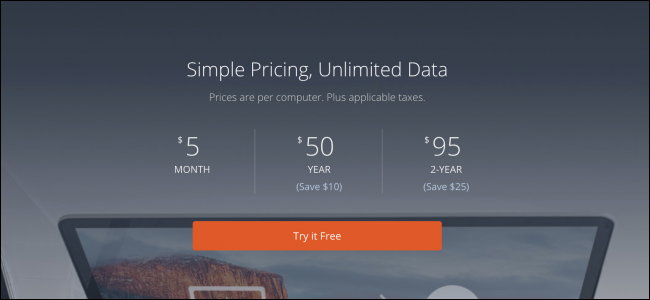 Simple Pricing, Unlimited Data
Prices are per computer. Plus applicable taxes.
$5 $50 $95
MONTH YEAR 2-YEAR
(Save $10) (Save $25)
Try it Free